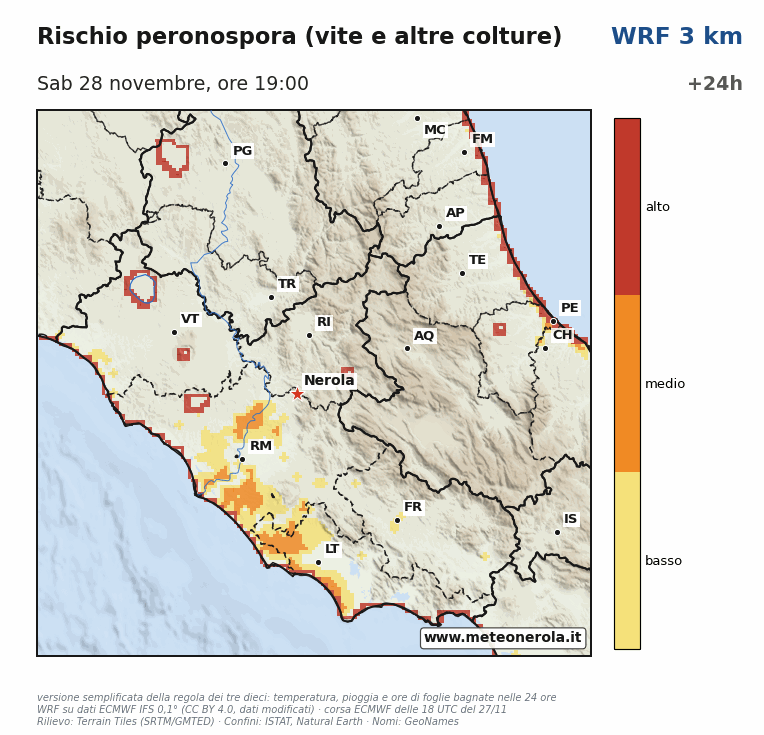 Rischio peronospora (vite e altre colture)
WRF 3 km
Sab 28 novembre, ore 19:00
+24h
MC
FM
PG
AP
TE
TR
PE
VT
RI
AQ
CH
Nerola
RM
FR
IS
LT
www.meteonerola.it
alto
medio
basso
versione semplificata della regola dei tre dieci: temperatura, pioggia e ore di foglie bagnate nelle 24 ore
WRF su dati ECMWF IFS 0,1° (CC BY 4.0, dati modificati) · corsa ECMWF delle 18 UTC del 27/11
Rilievo: Terrain Tiles (SRTM/GMTED) · Confini: ISTAT, Natural Earth · Nomi: GeoNames